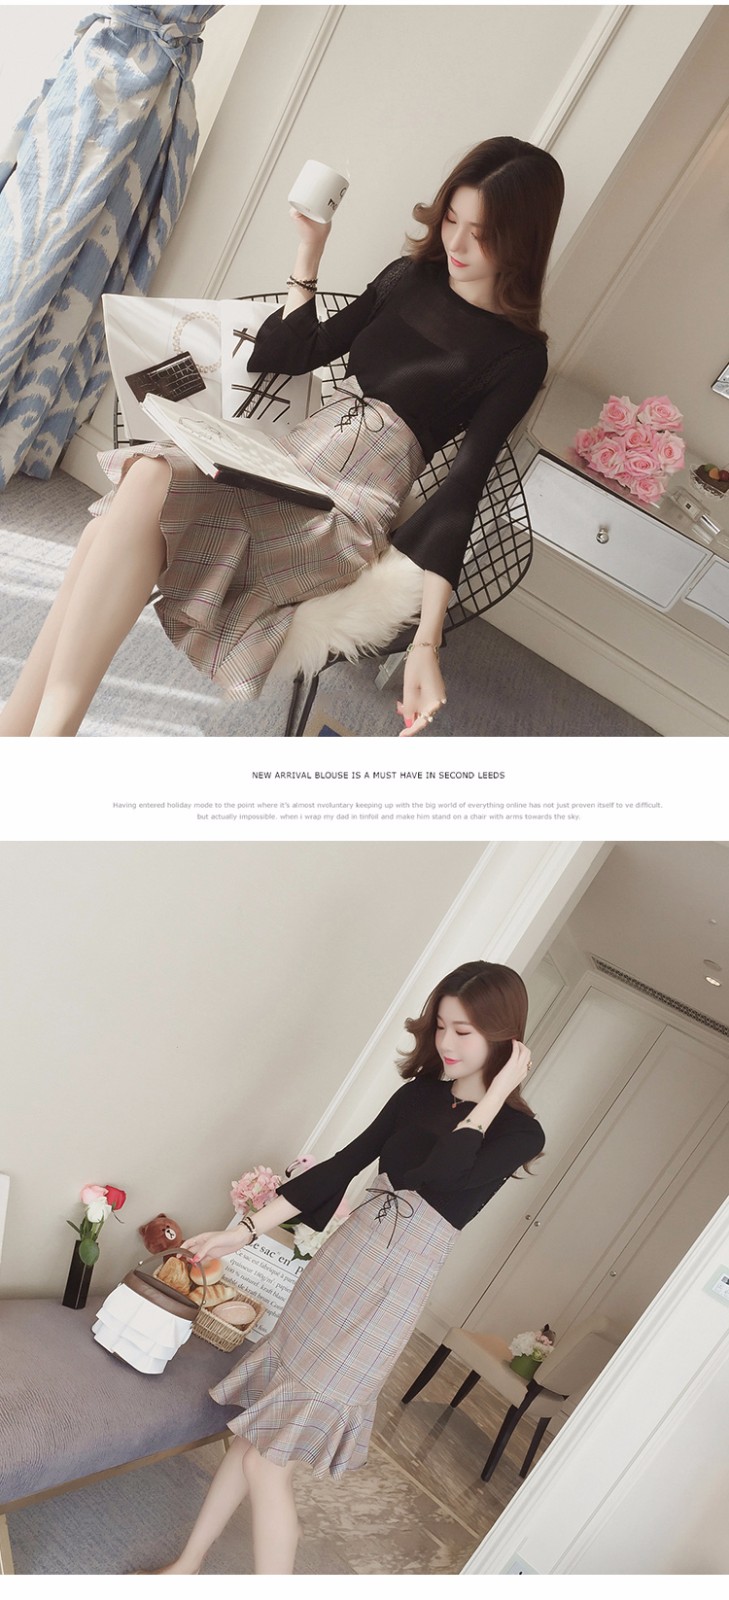 NEW ARRIVAL BLOUSE IS A MUST HAVE IN SECOND LEEDS
Having entered holiday mode to the point where it's almost nvoluntary keeping up with the big world of everything online has not just proven itself to ve difficult.
but actually impossible. when i wrap my dad in tinfoil and make him stand on a chair with arms towards the sky.
le sac en p